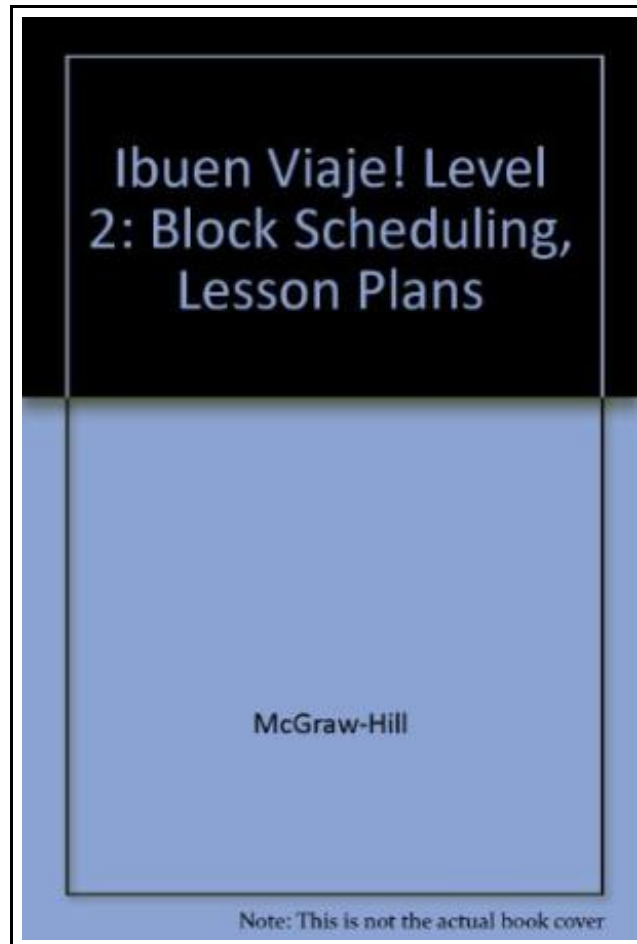 Ibuen Viaje! Level
2: Block Scheduling,
Lesson Plans
McGraw-Hill
Note: This is not the actual book cover